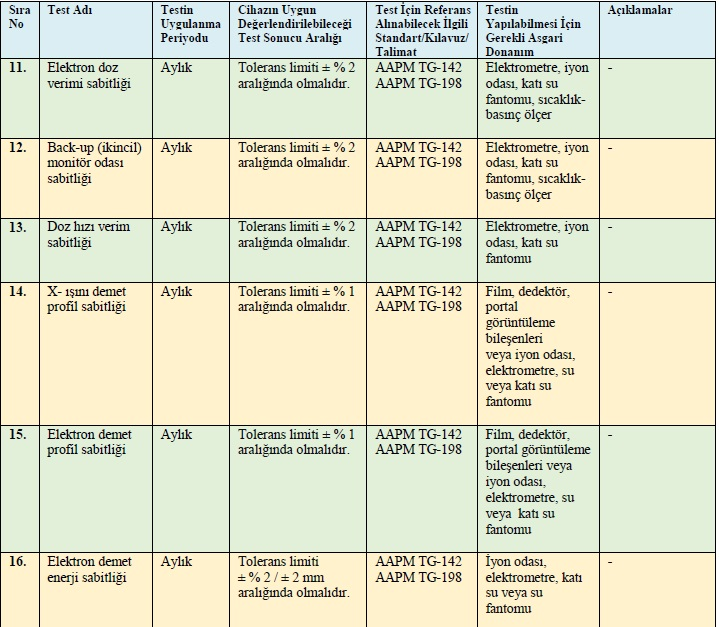 Sıra No
Test Adı
Testin Uygulanma Periyodu
Cihazın Uygun Değerlendirilebileceği Test Sonucu Aralığı
Test İçin Referans Alınabilecek İlgili Standart/Kılavuz/ Talimat
Testin Yapılabilmesi İçin Gerekli Asgari Donanım
Açıklamalar
11.
Elektron doz
verimi sabitliği
Aylık
Tolerans limiti ± % 2
aralığında olmalıdır.
AAPM TG-142
AAPM TG-198
Elektrometre, iyon
odası, katı su
fantomu, sıcaklık-
basınç ölçer
-
12.
Back-up (ikincil)
monitör odası
sabitliği
Aylık
Tolerans limiti ± % 2
aralığında olmalıdır.
AAPM TG-142
AAPM TG-198
Elektrometre, iyon
odası, katı su
fantomu, sıcaklık-
basınç ölçer
-
13.
Doz hızı verim
sabitliği
Aylık
Tolerans limiti ± % 2
aralığında olmalıdır.
AAPM TG-142
AAPM TG-198
Elektrometre, iyon
odası, katı su
fantomu
-
14.
X- ışını demet
profil sabitliği
Aylık
Tolerans limiti ± % 1
aralığında olmalıdır.
AAPM TG-142
AAPM TG-198
Film, dedektör,
portal
görüntüleme
bileşenleri
veya iyon odası,
elektrometre, su
veya katı su
fantomu
-
15.
Elektron demet
profil sabitliği
Aylık
Tolerans limiti ± % 1
aralığında olmalıdır.
AAPM TG-142
AAPM TG-198
Film, dedektör,
portal görüntüleme
bileşenleri veya
iyon odası,
elektrometre, su
veya katı su
fantomu
-
16.
Elektron demet
enerji sabitliği
Aylık
Tolerans limiti
± % 2 / ± 2 mm
aralığında olmalıdır.
AAPM TG-142
AAPM TG-198
İyon odası,
elektrometre, katı
su veya su
fantomu
-